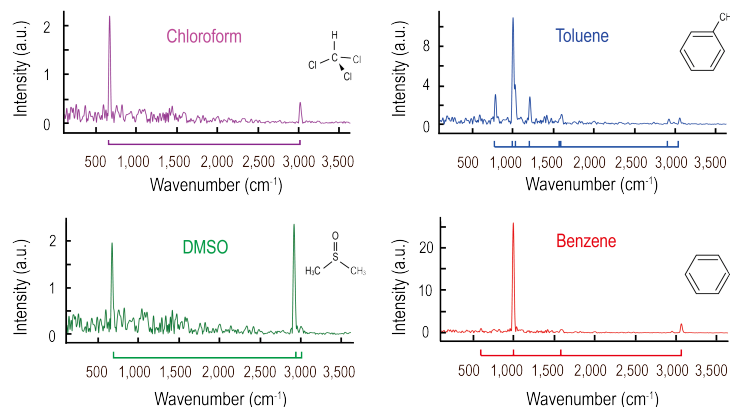 Chloroform
Intensity (a.u.)
2
1
0
H
C
Cl
Cl
Cl
500 1,000 1,500 2,000 2,500 3,000 3,500
Wavenumber (cm-1)
Toluene
Intensity (a.u.)
8
4
0
500 1,000 1,500 2,000 2,500 3,000 3,500
Wavenumber (cm-1)
DMSO
Intensity (a.u.)
2
1
0
O
S
H₃C CH₃
500 1,000 1,500 2,000 2,500 3,000 3,500
Wavenumber (cm-1)
Benzene
Intensity (a.u.)
20
10
0
500 1,000 1,500 2,000 2,500 3,000 3,500
Wavenumber (cm-1)